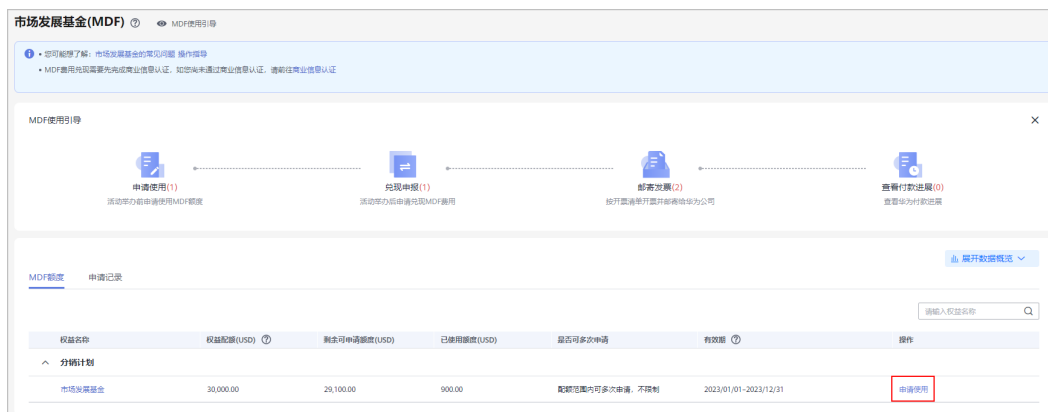 市场发展基金(MDF) MDF使用引导
• 您可能想了解：市场发展基金的常见问题 操作指导
• MDF费用兑现需要先完成商业信息认证，如您尚未通过商业信息认证，请前往商业信息认证
MDF使用引导
申请使用(1) 兑现申报(1) 邮寄发票(2) 查看付款进展(0)
活动举办前申请使用MDF额度 活动举办后申请兑现MDF费用 按开票清单开票并邮寄给华为公司 查看华为付款进展
展开数据概览
MDF额度 申请记录
请输入权益名称
权益名称 权益配额(USD) 剩余可申请额度(USD) 已使用额度(USD) 是否可多次申请 有效期 操作
分销计划
市场发展基金 30,000.00 29,100.00 900.00 配额范围内可多次申请，不限制 2023/01/01-2023/12/31 申请使用